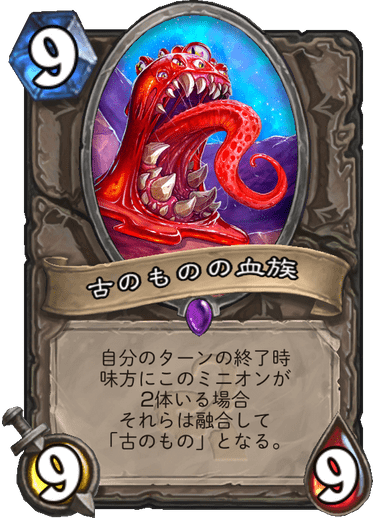 9
古のものの血族
自分のターンの終了時
味方にこのミニオンが
2体いる場合
それらは融合して
「古のもの」となる。
9
9